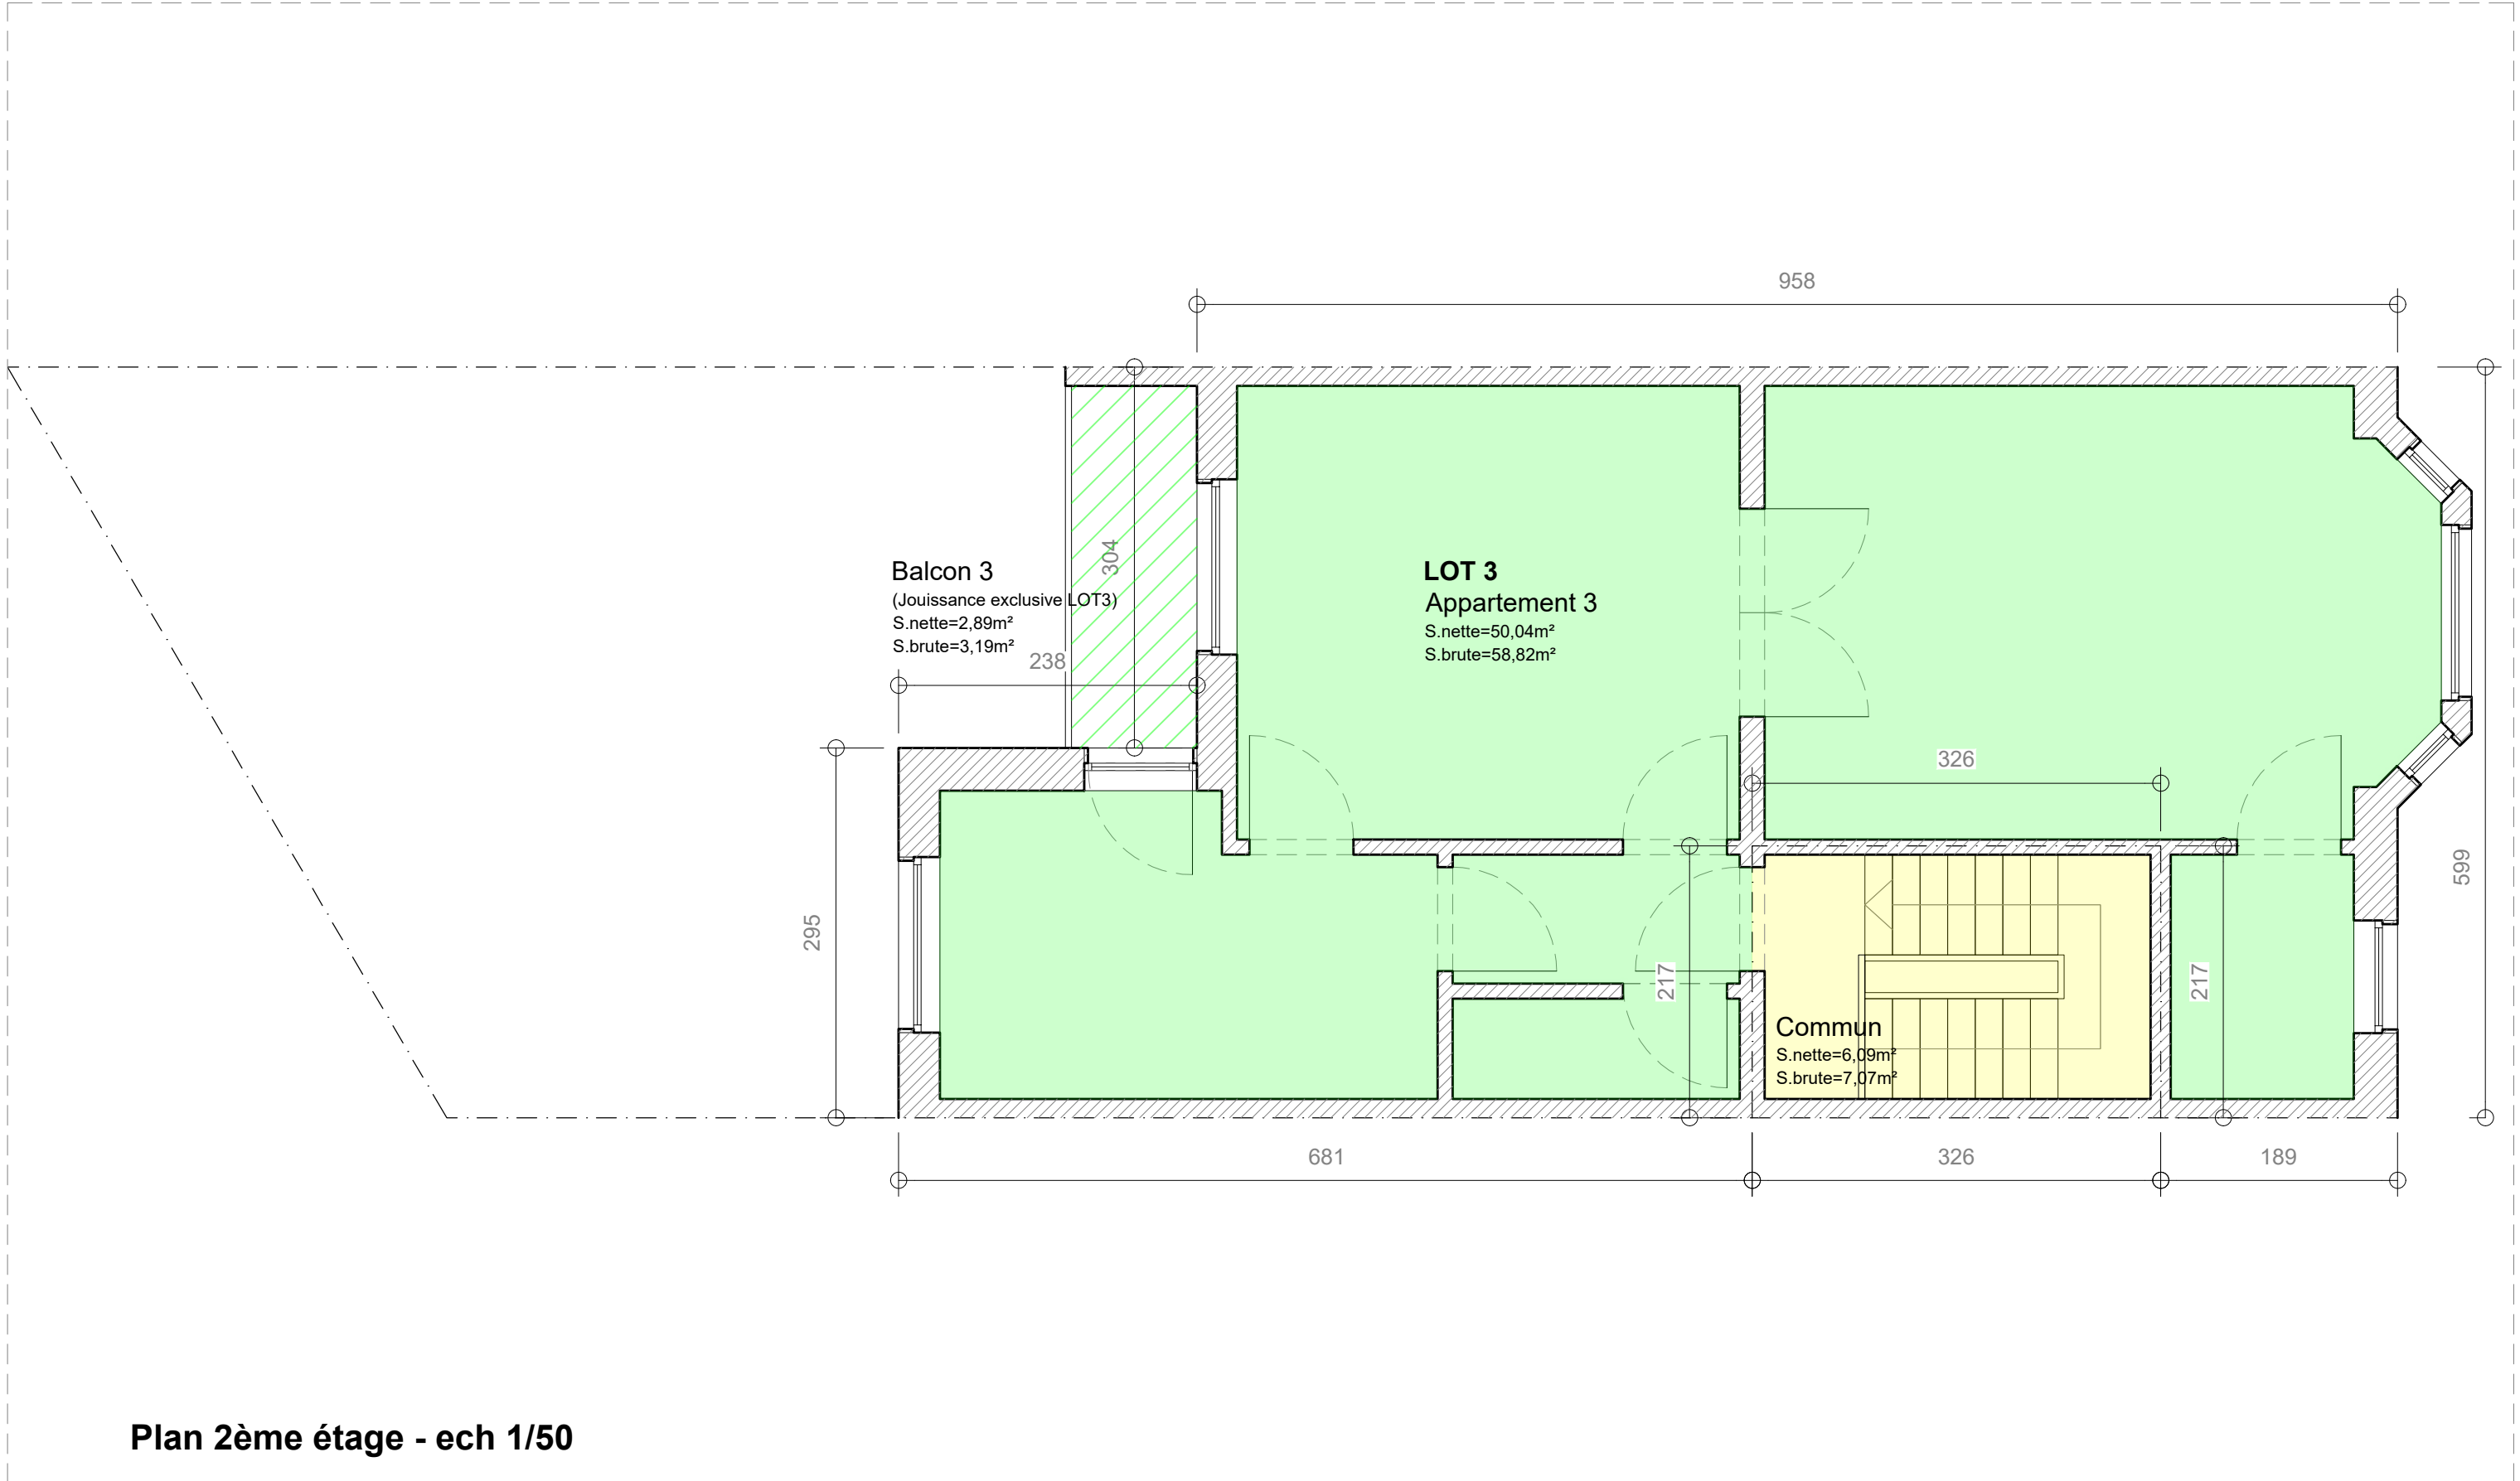 958
Balcon 3
(Jouissance exclusive LOT3)
S.nette=2,89m²
S.brute=3,19m²
304
238
LOT 3
Appartement 3
S.nette=50,04m²
S.brute=58,82m²
326
599
295
217
217
Commun
S.nette=6,09m²
S.brute=7,07m²
681
326
189
Plan 2ème étage - ech 1/50